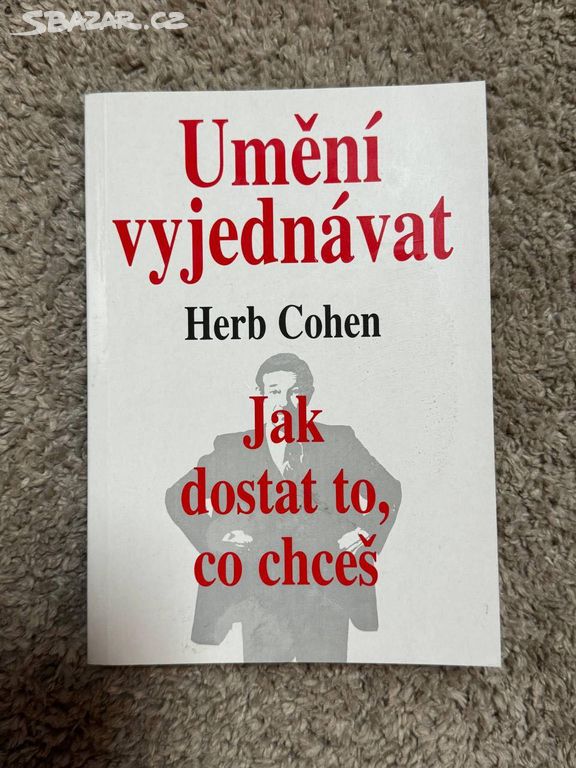 SBAZAR.CZ
Umění
vyjednávat
Herb Cohen
Jak
dostat to,
co chceš